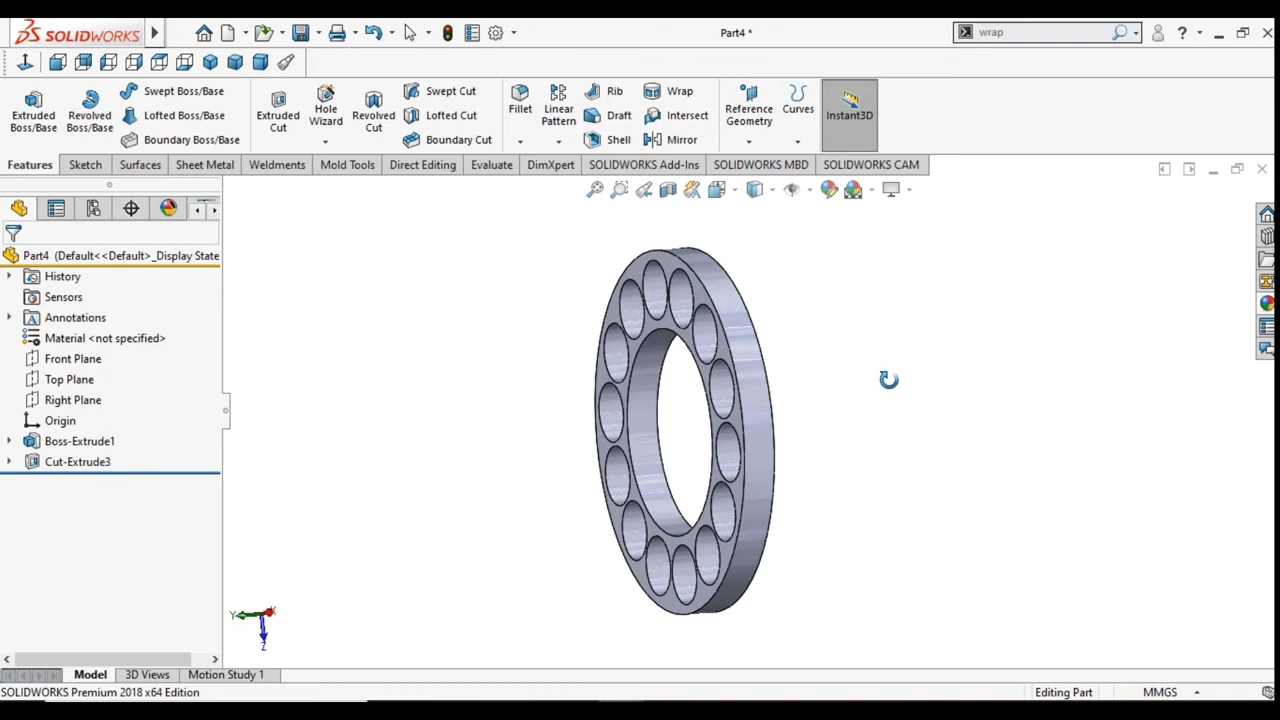 SOLIDWORKS
Part4 *
wrap
?
Extruded Boss/Base
Revolved Boss/Base
Swept Boss/Base
Lofted Boss/Base
Boundary Boss/Base
Extruded Cut
Hole Wizard
Revolved Cut
Swept Cut
Lofted Cut
Boundary Cut
Fillet
Linear Pattern
Rib
Draft
Shell
Wrap
Intersect
Mirror
Reference Geometry
Curves
Instant3D
Features
Sketch
Surfaces
Sheet Metal
Weldments
Mold Tools
Direct Editing
Evaluate
DimXpert
SOLIDWORKS Add-Ins
SOLIDWORKS MBD
SOLIDWORKS CAM
Part4 (Default<<Default>_Display State
History
Sensors
Annotations
Material <not specified>
Front Plane
Top Plane
Right Plane
Origin
Boss-Extrude1
Cut-Extrude3
Y
X
Z
Model
3D Views
Motion Study 1
SOLIDWORKS Premium 2018 x64 Edition
Editing Part
MMGS